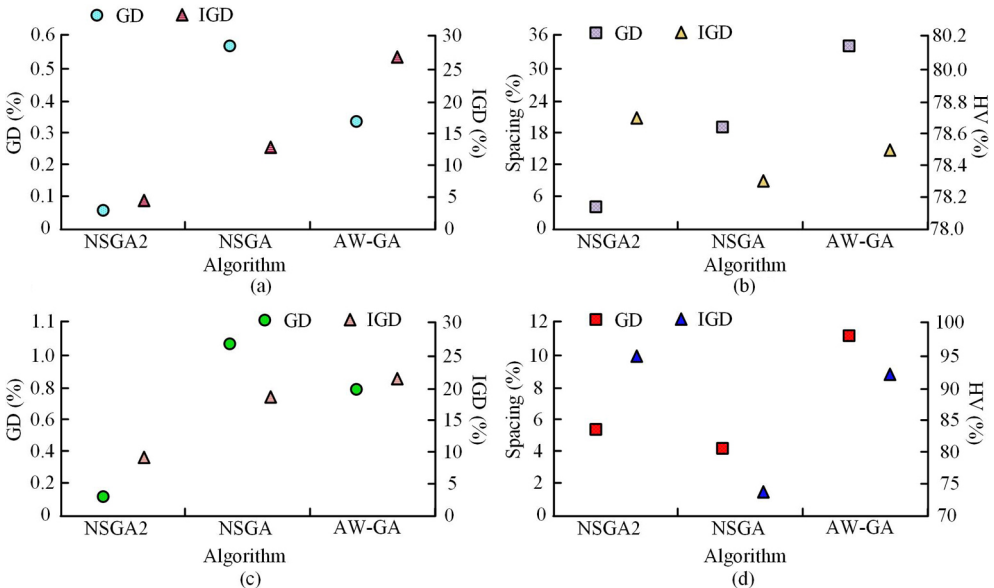 GD IGD
0.6
0.5
0.4
0.3
0.2
0.1
0
GD (%)
30
25
20
15
10
5
0
IGD (%)
NSGA2 NSGA AW-GA
Algorithm
(a)
GD IGD
36
30
24
18
12
6
0
Spacing (%)
80.2
80.0
78.8
78.6
78.4
78.2
78.0
HV (%)
NSGA2 NSGA AW-GA
Algorithm
(b)
GD IGD
1.1
1.0
0.8
0.6
0.4
0.2
0
GD (%)
30
25
20
15
10
5
0
IGD (%)
NSGA2 NSGA AW-GA
Algorithm
(c)
GD IGD
12
10
8
6
4
2
0
Spacing (%)
100
95
90
85
80
75
70
HV (%)
NSGA2 NSGA AW-GA
Algorithm
(d)